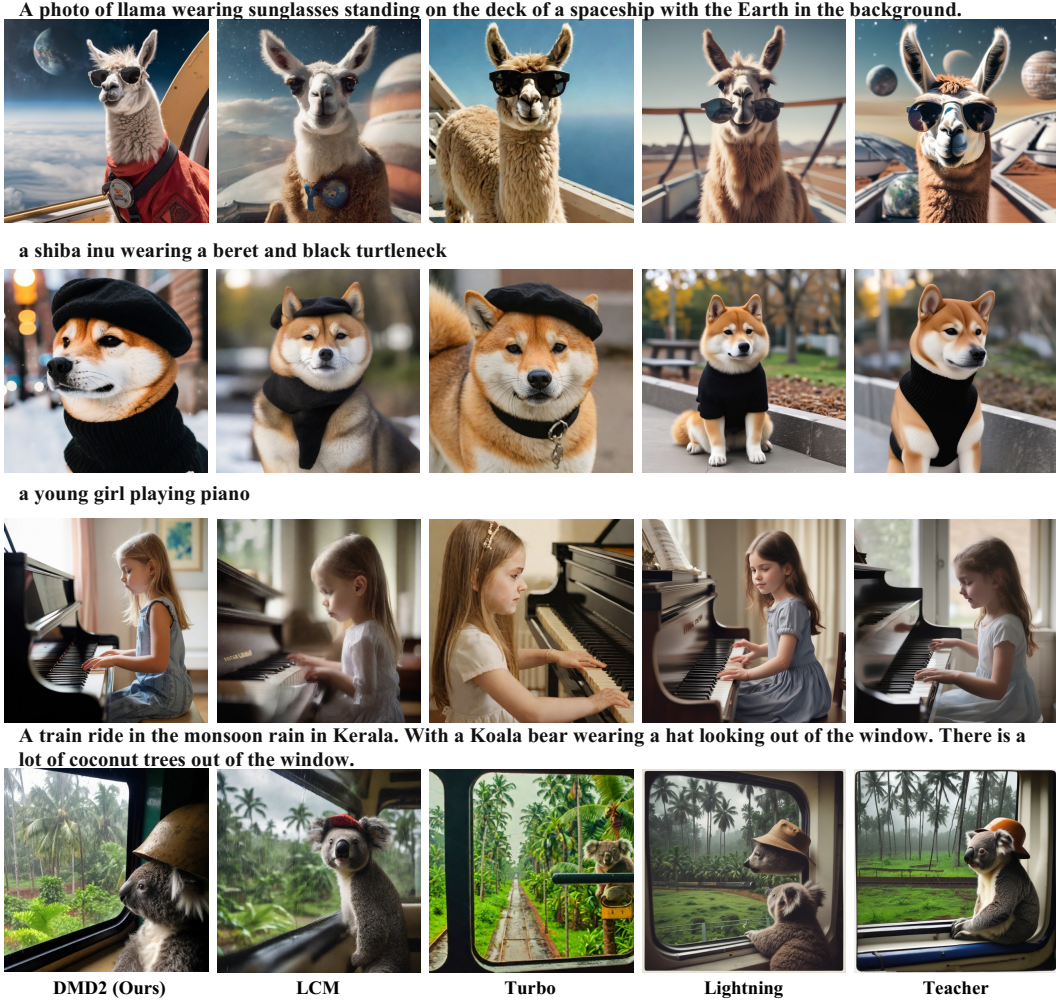 A photo of llama wearing sunglasses standing on the deck of a spaceship with the Earth in the background.
a shiba inu wearing a beret and black turtleneck
a young girl playing piano
A train ride in the monsoon rain in Kerala. With a Koala bear wearing a hat looking out of the window. There is a
lot of coconut trees out of the window.
DMD2 (Ours) LCM Turbo Lightning Teacher